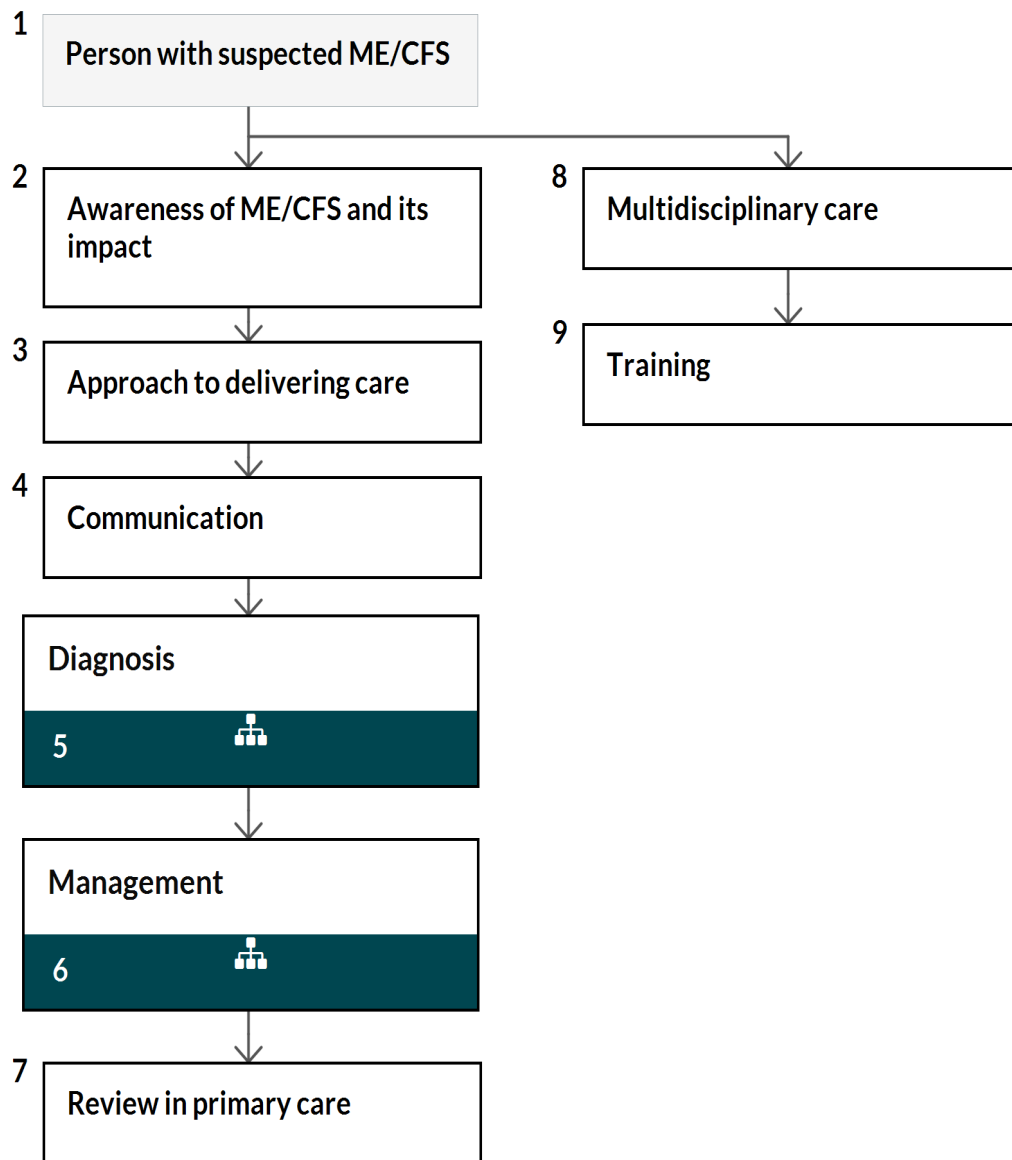 1
Person with suspected ME/CFS
2
Awareness of ME/CFS and its
impact
3
Approach to delivering care
4
Communication
Diagnosis
5
Management
6
7
Review in primary care
8
Multidisciplinary care
9
Training